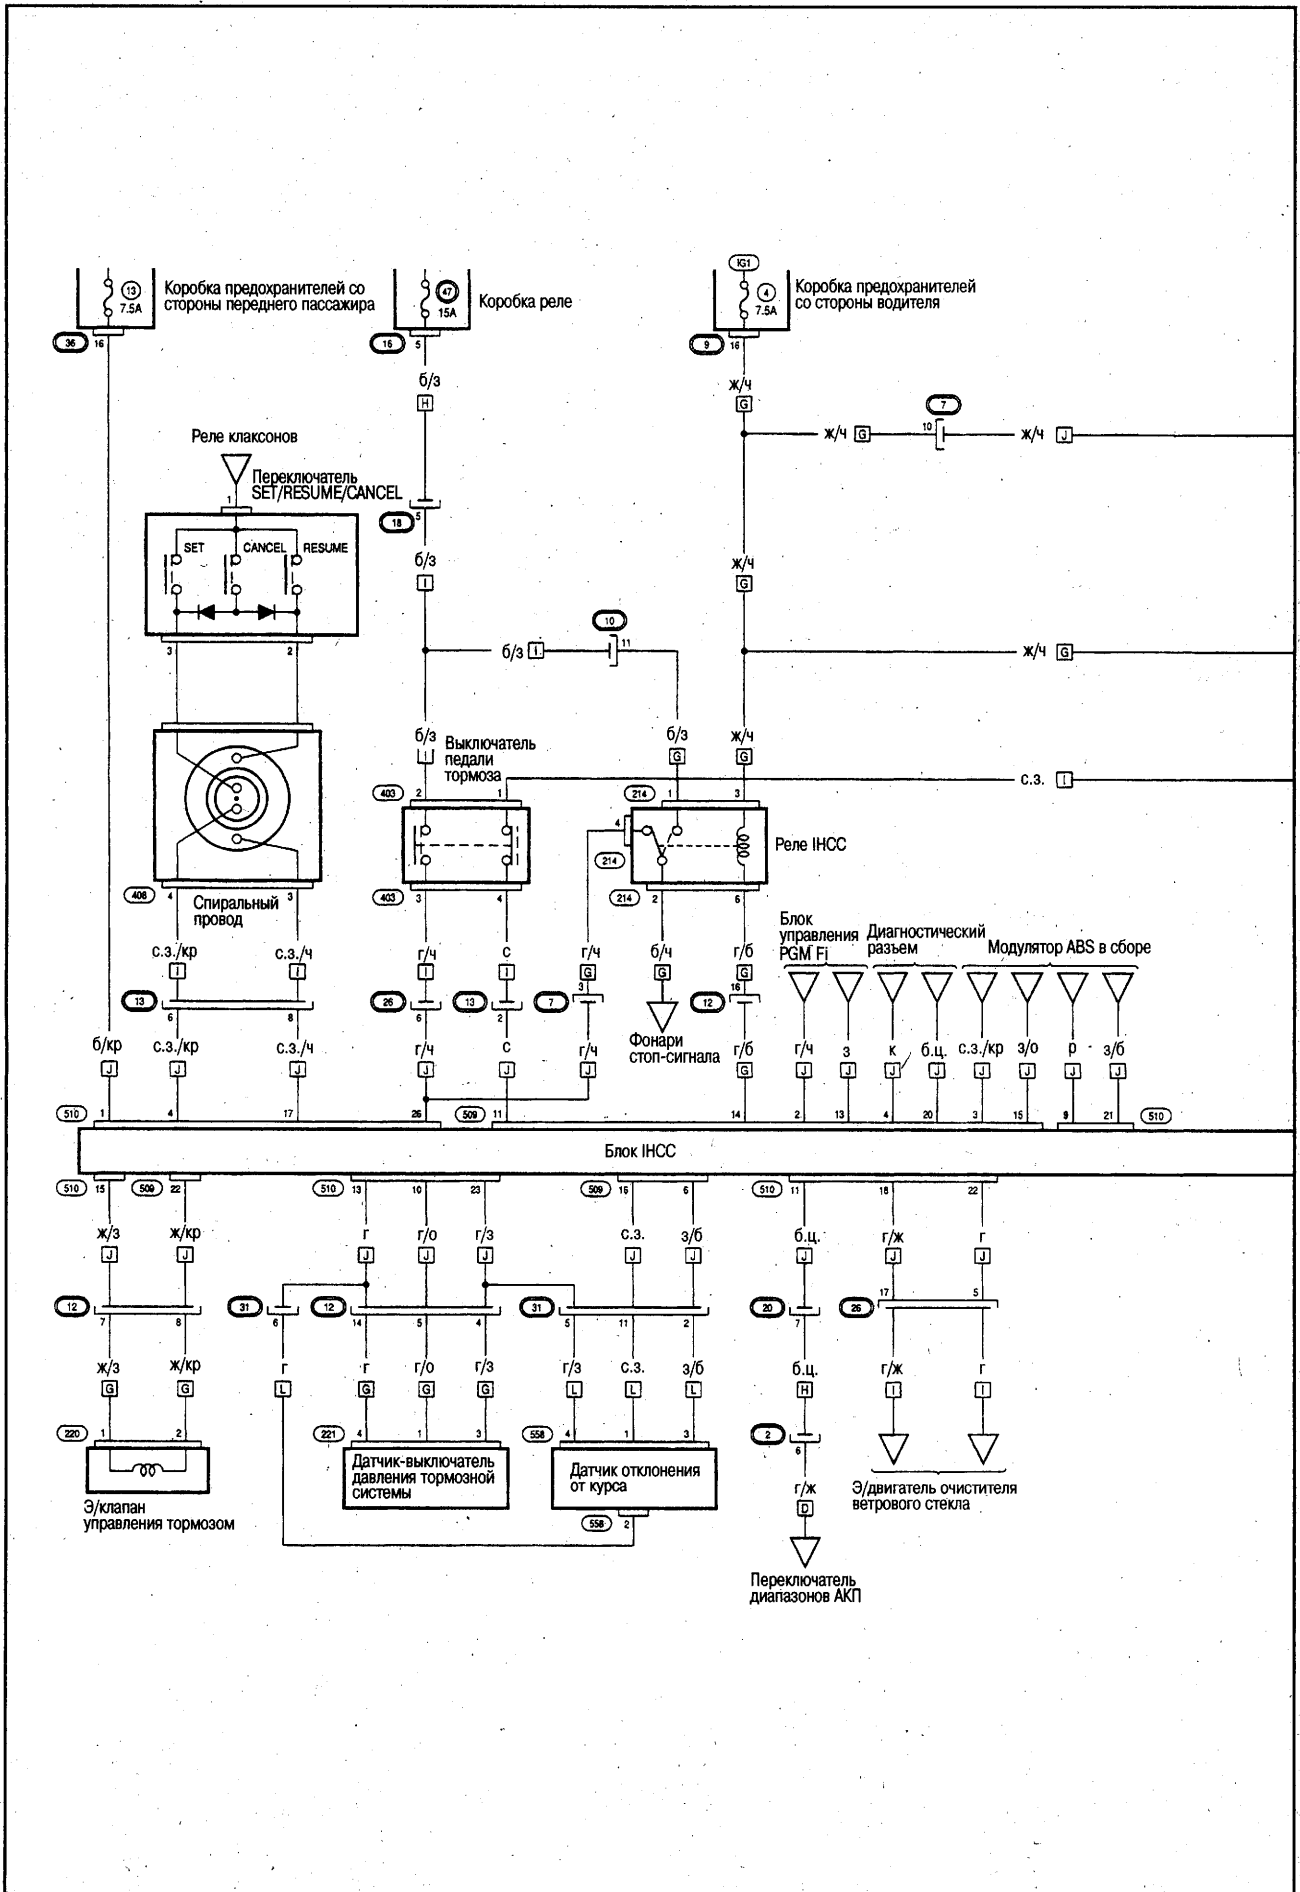 IG1
13
7.5A
Коробка предохранителей со
стороны переднего пассажира
47
15A
Коробка реле
4
7.5A
Коробка предохранителей
со стороны водителя
36 16
16 5
9 16
б/з
H
ж/ч
G
7
ж/ч G 10 ж/ч J
Реле клаксонов
Переключатель
SET/RESUME/CANCEL
1
18 5
SET CANCEL RESUME
б/з
I
ж/ч
G
10
3 2
б/з I 11
ж/ч G
б/з
Выключатель
педали
тормоза
б/з
G
ж/ч
G
с.з. I
403 2 1
214 1 3
4
214
Реле IHCC
408 4 3
Спиральный
провод
403 3 4
214 2 6
Блок
управления
PGM Fi
Диагностический
разъем
Модулятор ABS в сборе
с.з./кр с.з./ч г/ч с г/ч б/ч г/б
I I I I G G G
13 6 8
26 6
13 2
7 3
12 16
Фонари
стоп-сигнала
б/кр с.з./кр с.з./ч г/ч с г/ч г/б г/ч з к б.ц. с.з./кр з/о р з/б
J J J J J J G J J J J J J J J
510 1 4 17 26 509 11 14 2 13 4 20 3 15 9 21 510
Блок IHCC
510 15 509 22 510 13 10 23 509 16 6 510 11 18 22
ж/з ж/кр г г/о г/з с.з. з/б б.ц. г/ж г
J J J J J J J J J J
12 7 8
31 6
12 14 5 4
31 5 11 2
20 7
26 17 5
ж/з ж/кр г г г/о г/з г/з с.з. з/б б.ц. г/ж г
G G L G G G L L L H I I
220 1 2
221 4 1 3
558 4 1 3
2 6
Датчик-выключатель
давления тормозной
системы
Датчик отклонения
от курса
г/ж
D
Э/двигатель очистителя
ветрового стекла
Э/клапан
управления тормозом
558 2
Переключатель
диапазонов АКП